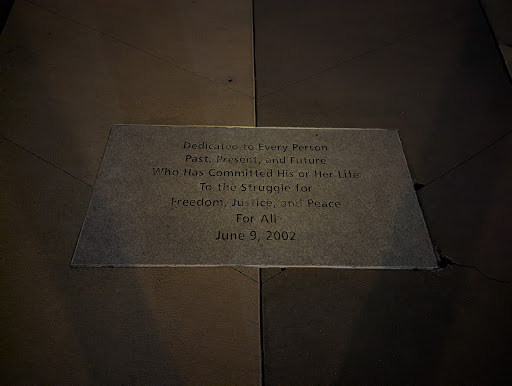 Dedicated to Every Person
Past, Present, and Future
Who Has Committed His or Her Life
To the Struggle for
Freedom, Justice, and Peace
For All
June 9, 2002